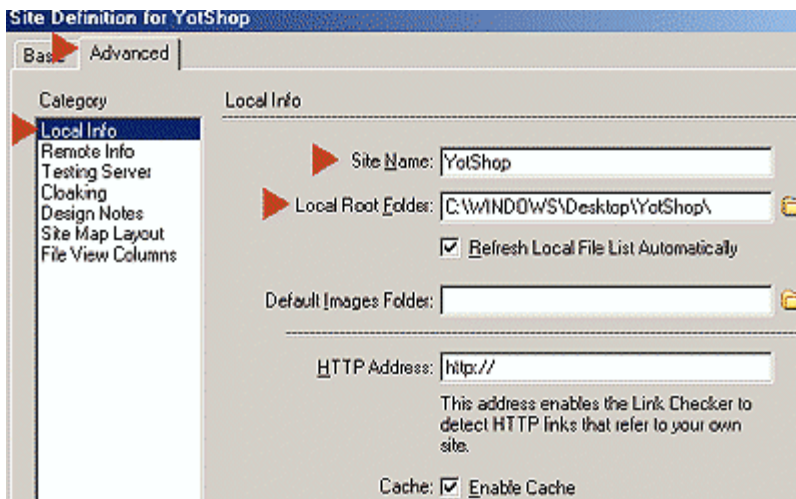 Site Definition for YotShop
Basic Advanced
Category
Local Info
Remote Info
Testing Server
Cloaking
Design Notes
Site Map Layout
File View Columns
Local Info
Site Name: YotShop
Local Root Folder: C:\WINDOWS\Desktop\YotShop\
Refresh Local File List Automatically
Default Images Folder:
HTTP Address: http://
This address enables the Link Checker to
detect HTTP links that refer to your own
site.
Cache: Enable Cache